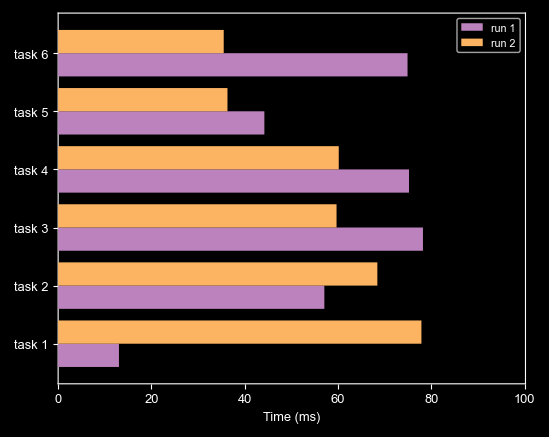 run 1
run 2
task 6
task 5
task 4
task 3
task 2
task 1
0 20 40 60 80 100
Time (ms)